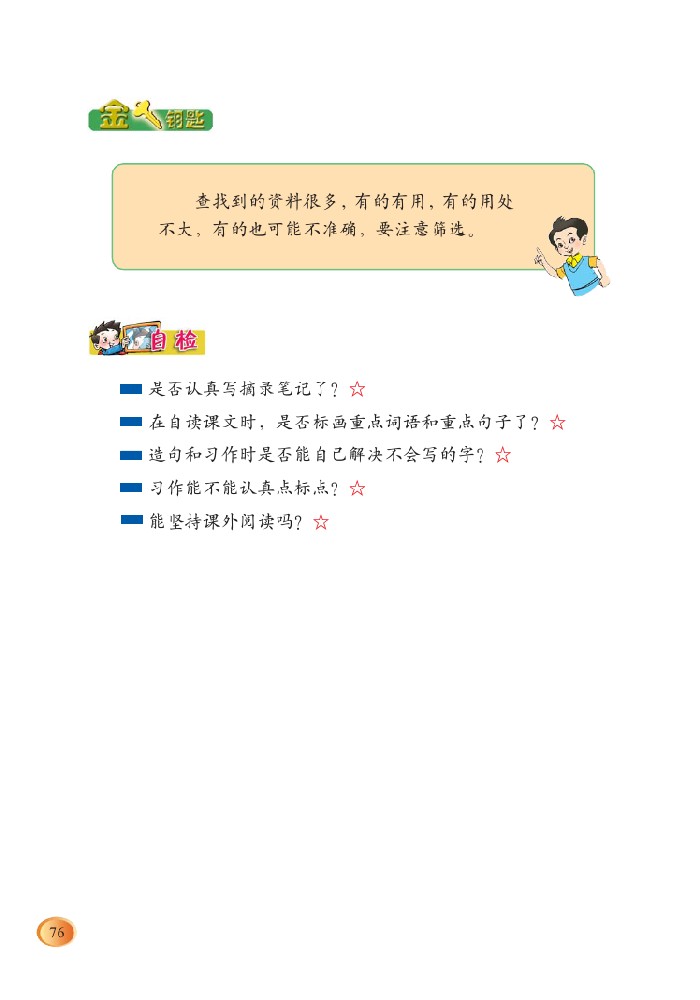 金钥匙
查找到的资料很多，有的有用，有的用处
不大，有的也可能不准确，要注意筛选。
自检
是否认真写摘录笔记了？☆
在自读课文时，是否标画重点词语和重点句子了？☆
造句和习作时是否能自己解决不会写的字？☆
习作能不能认真点标点？☆
能坚持课外阅读吗？☆
76